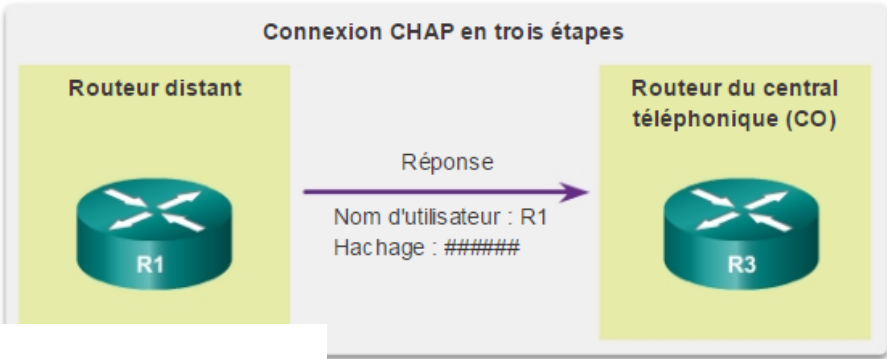 Connexion CHAP en trois étapes
Routeur distant
R1
Réponse
Nom d'utilisateur : R1
Hachage : ######
Routeur du central
téléphonique (CO)
R3